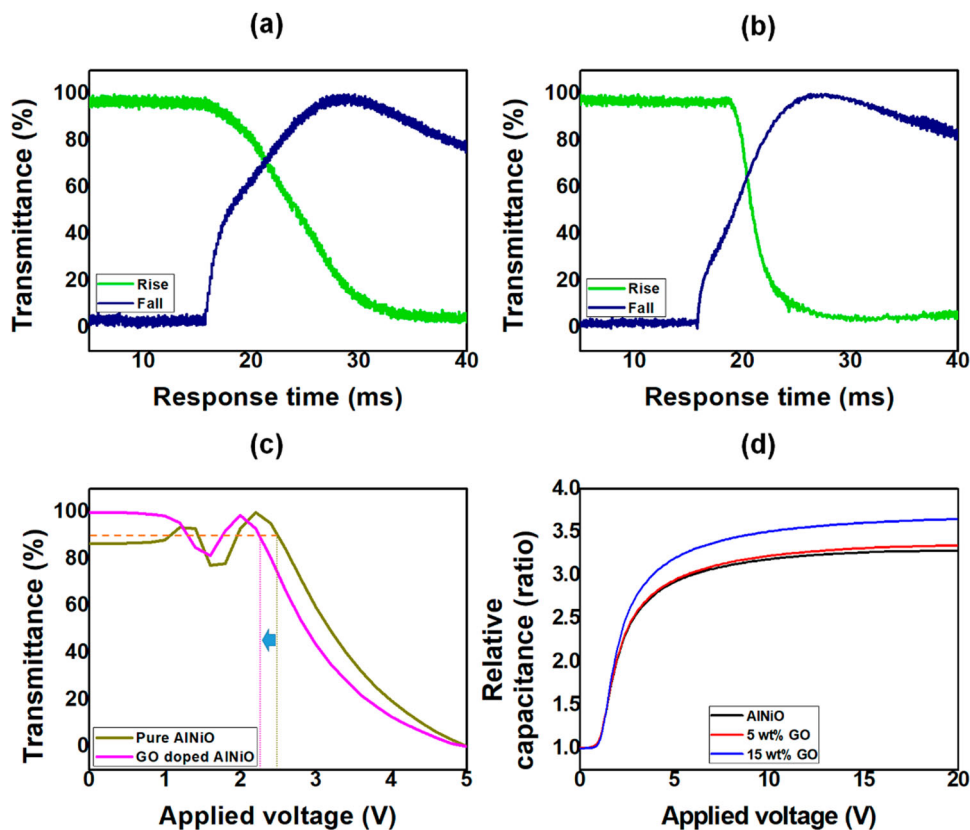 (a)
Transmittance (%)
100
80
60
40
20
0
Rise
Fall
10
20
30
40
Response time (ms)
(b)
Transmittance (%)
100
80
60
40
20
0
Rise
Fall
10
20
30
40
Response time (ms)
(c)
Transmittance (%)
100
80
60
40
20
0
Pure AlNiO
GO doped AlNiO
0
1
2
3
4
5
Applied voltage (V)
(d)
Relative
capacitance (ratio)
4.0
3.5
3.0
2.5
2.0
1.5
1.0
AlNiO
5 wt% GO
15 wt% GO
0
5
10
15
20
Applied voltage (V)